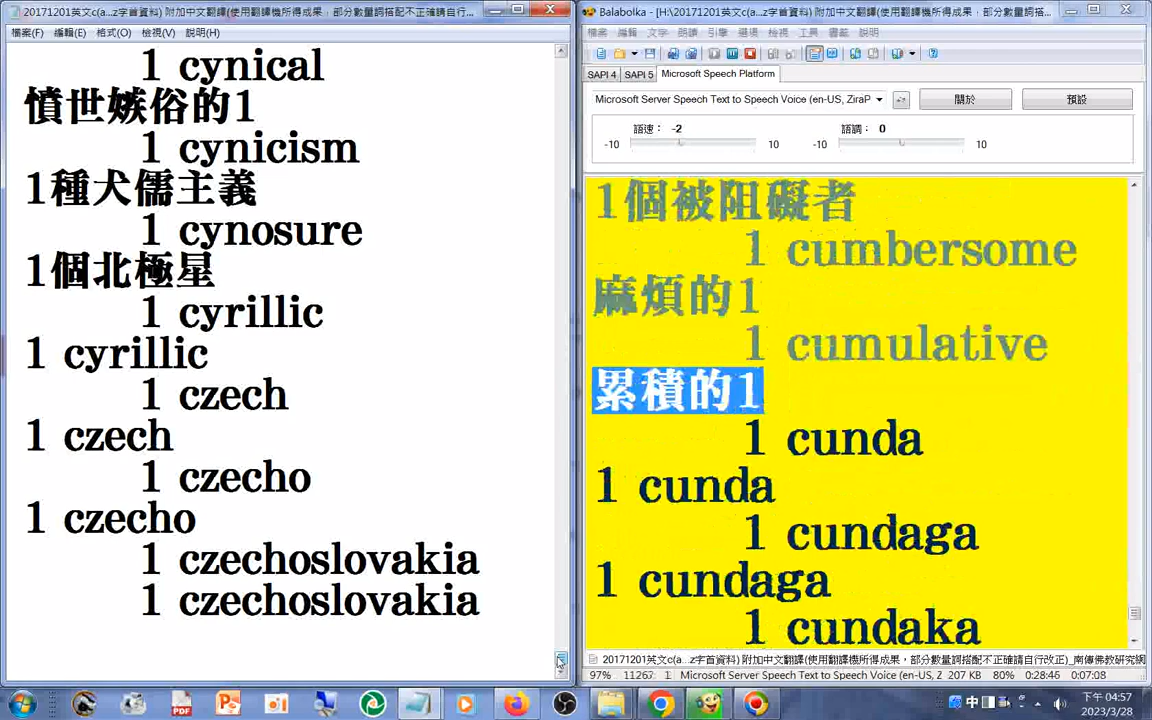 20171201英文c(a...z字首資料) 附加中文翻譯(使用翻譯機所得成果，部分數量詞搭配不正確請自行...
檔案(F) 編輯(E) 格式(O) 檢視(V) 說明(H)
1 cynical
憤世嫉俗的1
1 cynicism
1種犬儒主義
1 cynosure
1個北極星
1 cyrillic
1 cyrillic
1 czech
1 czech
1 czecho
1 czecho
1 czechoslovakia
1 czechoslovakia
Balabolka - [H:\20171201英文c(a...z字首資料) 附加中文翻譯(使用翻譯機所得成果，部分數量詞搭配不...
檔案 編輯 文字 朗讀 引擎 選項 檢視 工具 書籤 說明
SAPI 4 SAPI 5 Microsoft Speech Platform
Microsoft Server Speech Text to Speech Voice (en-US, ZiraP
關於 預設
語速： -2 語調： 0
-10 10 -10 10
1個被阻礙者
1 cumbersome
麻煩的1
1 cumulative
累積的1
1 cunda
1 cunda
1 cundaga
1 cundaga
1 cundaka
20171201英文c(a...z字首資料) 附加中文翻譯(使用翻譯機所得成果，部分數量詞搭配不正確請自行改正)_南傳佛教研究網
97% 11267: 1 Microsoft Server Speech Text to Speech Voice (en-US, Z 207 KB 80% 0:28:46 0:07:08
中
下午 04:57
2023/3/28